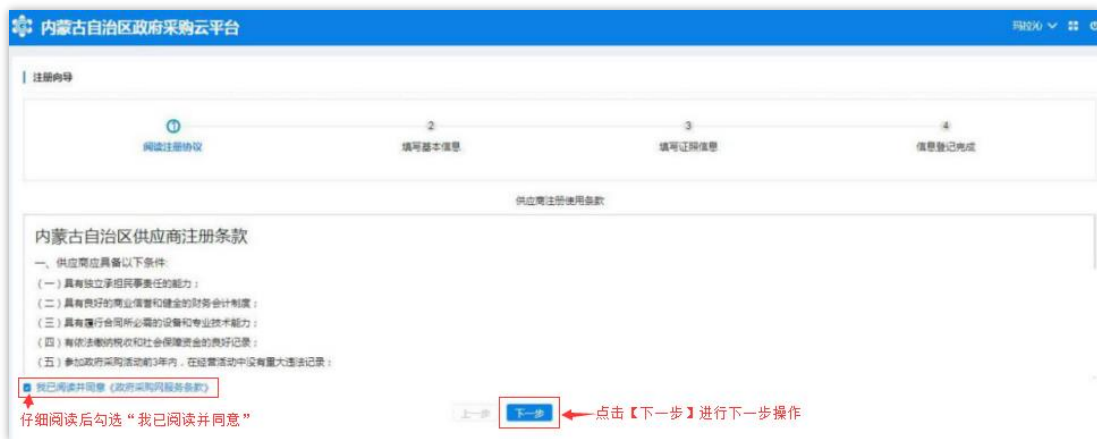 内蒙古自治区政府采购云平台
注册向导
1 2 3 4
阅读注册协议 填写基本信息 填写证照信息 信息登记完成
供应商注册使用条款
内蒙古自治区供应商注册条款
一、供应商应具备以下条件:
（一）具有独立承担民事责任的能力；
（二）具有良好的商业信誉和健全的财务会计制度；
（三）具有履行合同所必需的设备和专业技术能力；
（四）有依法缴纳税收和社会保障资金的良好记录；
（五）参加政府采购活动前3年内，在经营活动中没有重大违法记录；
我已阅读并同意《政府采购网服务条款》
上一步 下一步 点击【下一步】进行下一步操作
仔细阅读后勾选“我已阅读并同意”